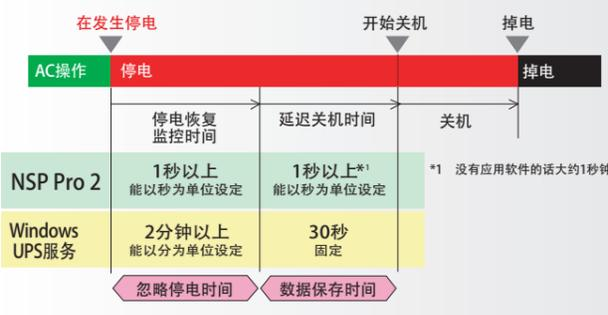 在发生停电
开始关机
掉电
AC操作
停电
掉电
停电恢复
监控时间
延迟关机时间
关机
NSP Pro 2
1秒以上
能以秒为单位设定
1秒以上*1
能以秒为单位设定
*1 没有应用软件的话大约1秒钟
Windows
UPS服务
2分钟以上
能以分为单位设定
30秒
固定
忽略停电时间
数据保存时间